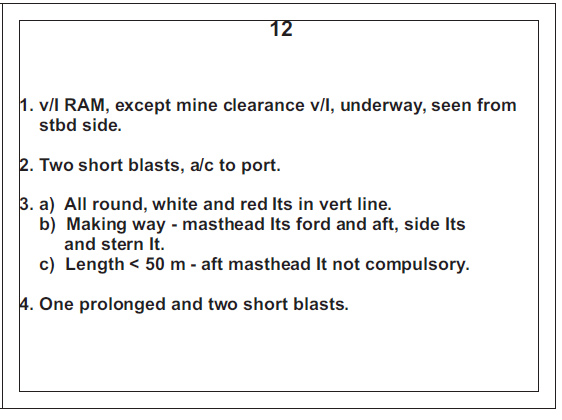 12
1. v/l RAM, except mine clearance v/l, underway, seen from
stbd side.
2. Two short blasts, a/c to port.
3. a) All round, white and red lts in vert line.
b) Making way - masthead lts ford and aft, side lts
and stern lt.
c) Length < 50 m - aft masthead lt not compulsory.
4. One prolonged and two short blasts.